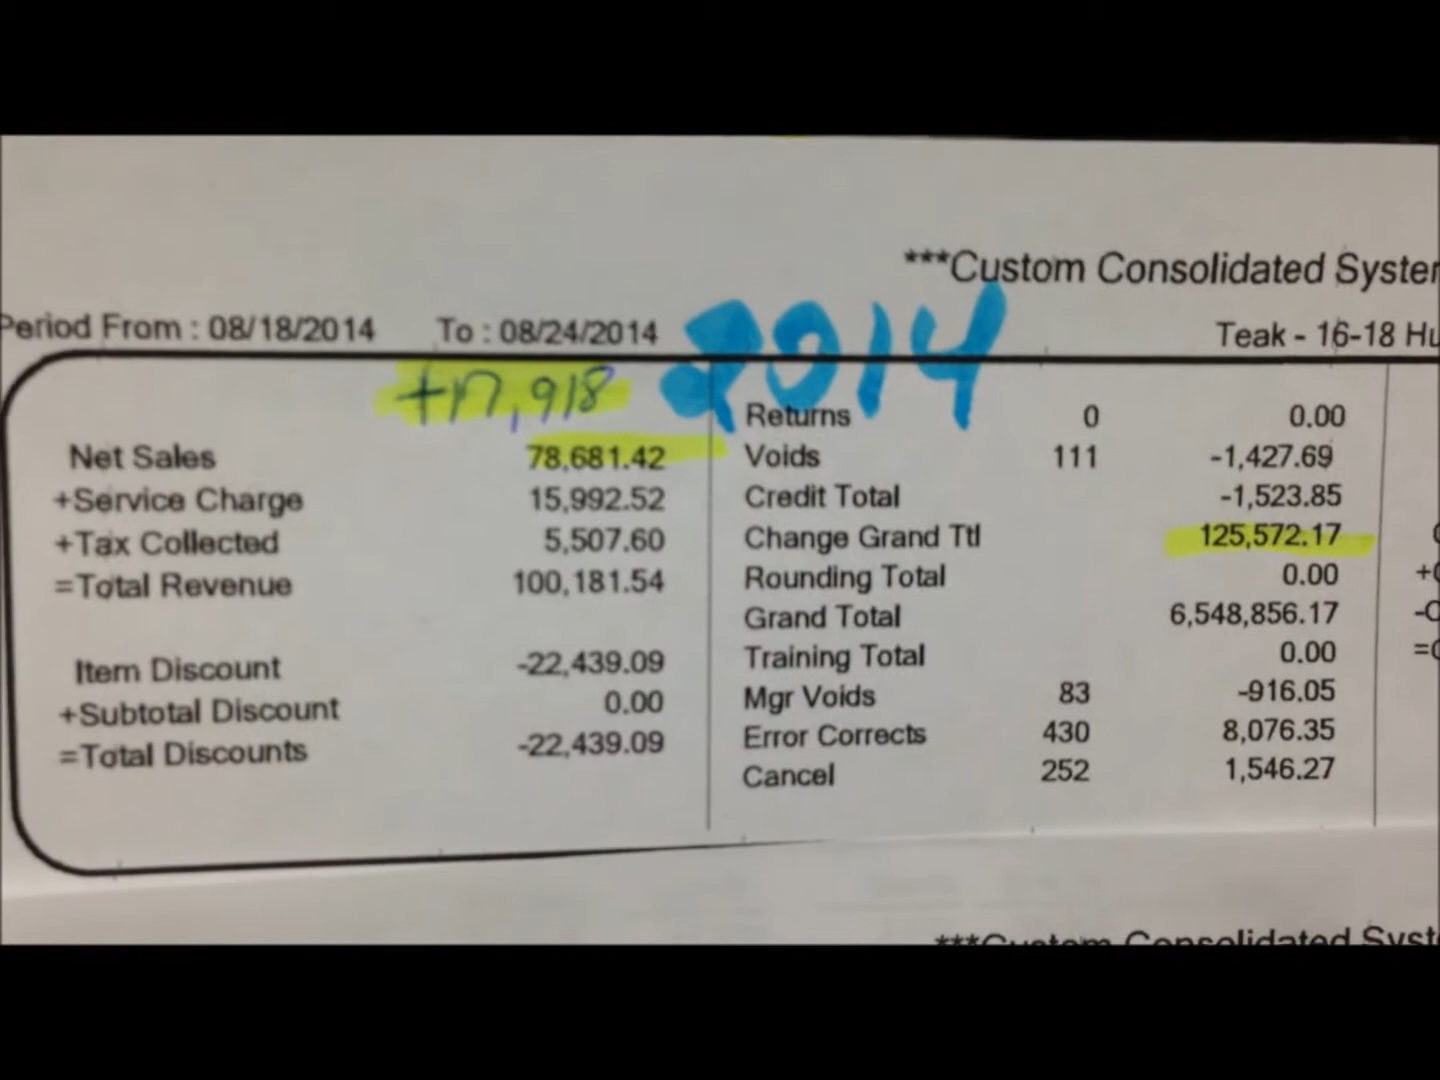 ***Custom Consolidated System
Period From : 08/18/2014 To : 08/24/2014
2014
Teak - 16-18
+17,918
Net Sales 78,681.42
+Service Charge 15,992.52
+Tax Collected 5,507.60
=Total Revenue 100,181.54
Item Discount -22,439.09
+Subtotal Discount 0.00
=Total Discounts -22,439.09
Returns 0 0.00
Voids 111 -1,427.69
Credit Total -1,523.85
Change Grand Ttl 125,572.17
Rounding Total 0.00
Grand Total 6,548,856.17
Training Total 0.00
Mgr Voids 83 -916.05
Error Corrects 430 8,076.35
Cancel 252 1,546.27
***Custom Consolidated Syst